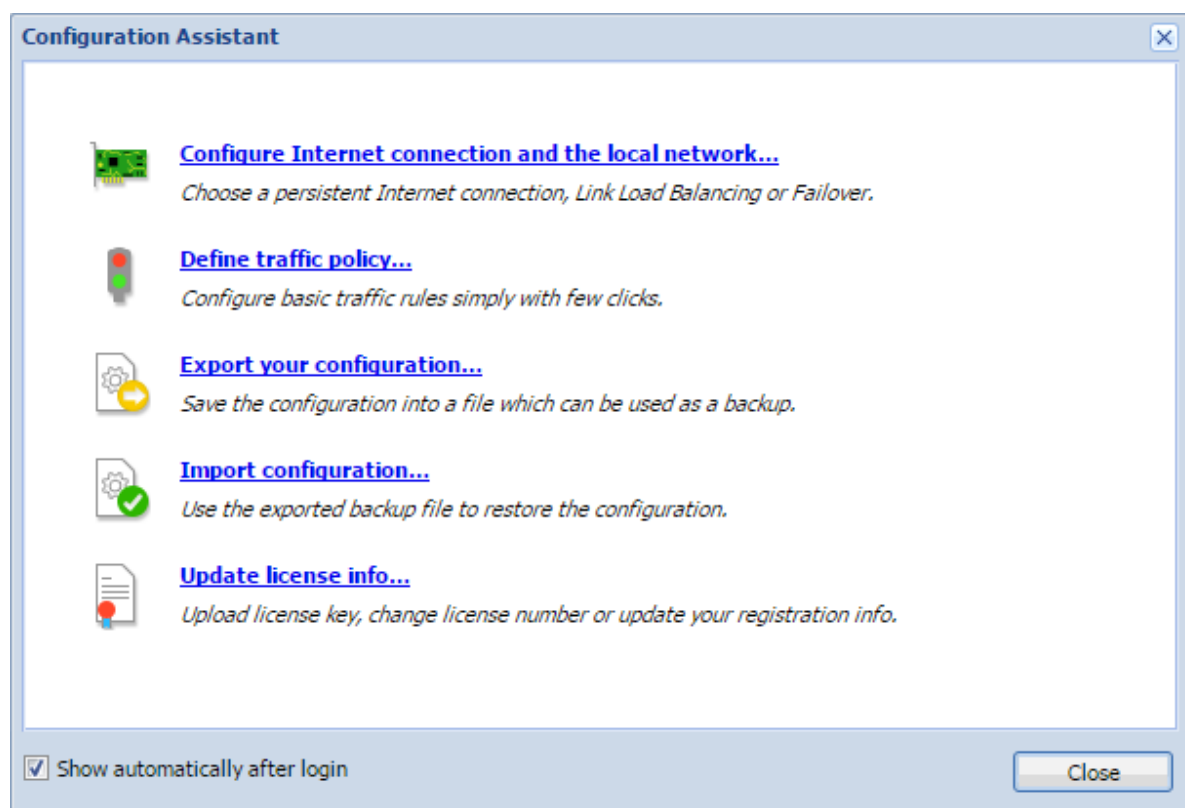 Configuration Assistant
Configure Internet connection and the local network...
Choose a persistent Internet connection, Link Load Balancing or Failover.
Define traffic policy...
Configure basic traffic rules simply with few clicks.
Export your configuration...
Save the configuration into a file which can be used as a backup.
Import configuration...
Use the exported backup file to restore the configuration.
Update license info...
Upload license key, change license number or update your registration info.
Show automatically after login
Close